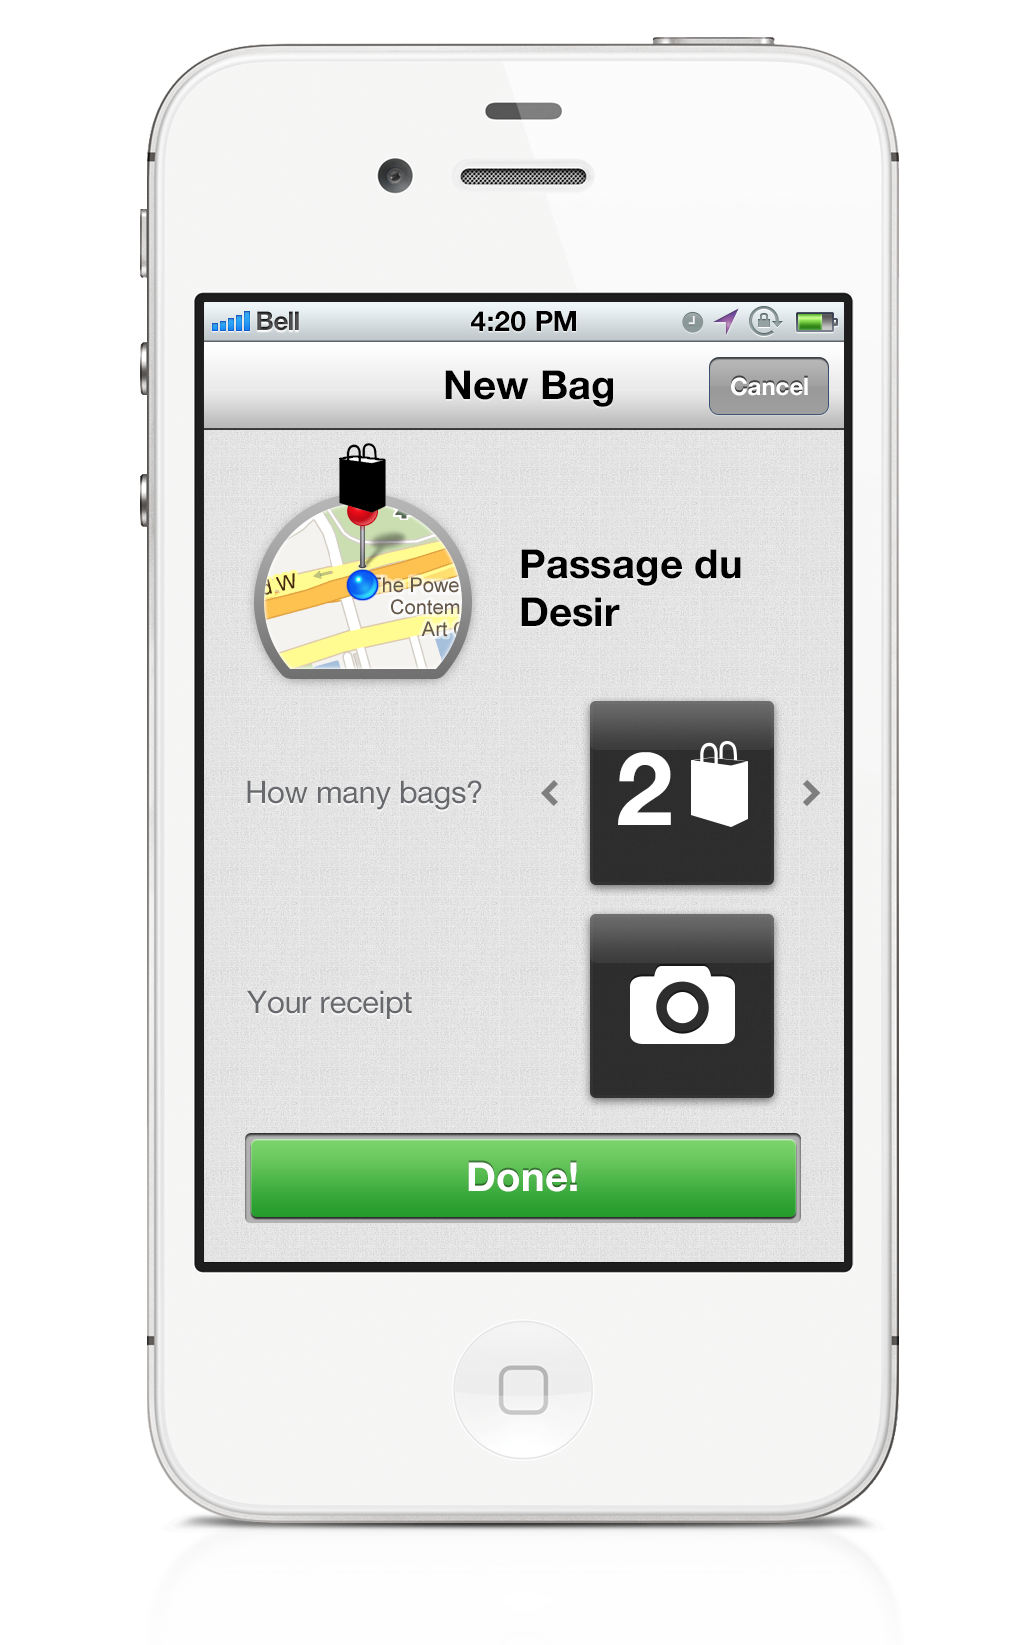 Bell 4:20 PM
New Bag
Cancel
d W
The Powe
Contem
Art
Passage du
Desir
How many bags?
2
Your receipt
Done!